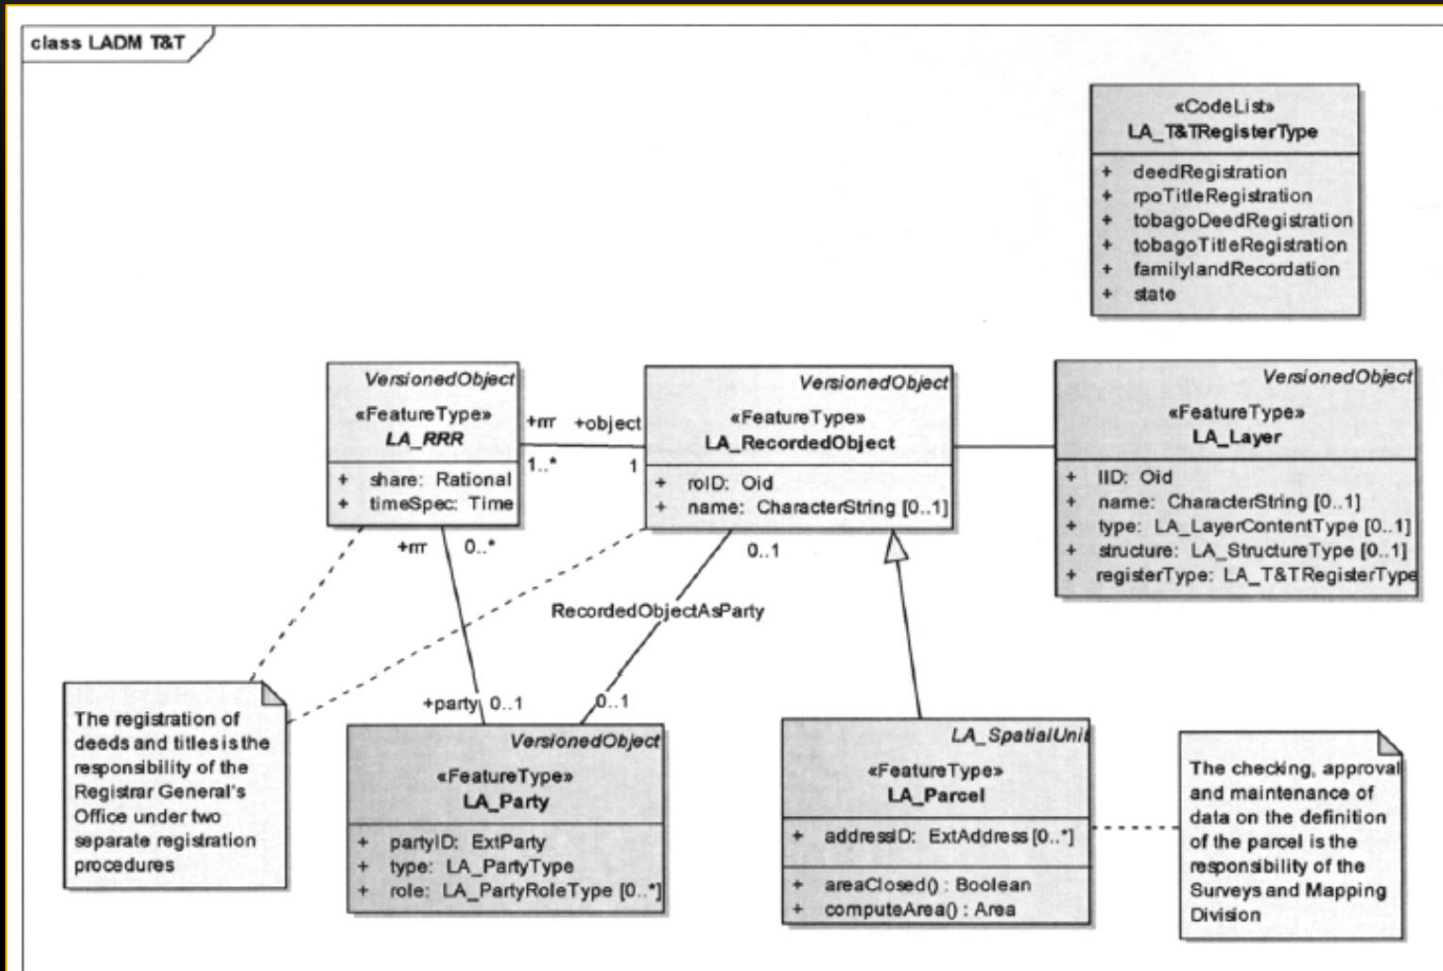 class LADM T&T
«CodeList»
LA_T&TRegisterType
+ deedRegistration
+ rpoTitleRegistration
+ tobagoDeedRegistration
+ tobagoTitleRegistration
+ familylandRecordation
+ state
VersionedObject
«FeatureType»
LA_RRR
+ share: Rational
+ timeSpec: Time
+rrr +object
1..* 1
VersionedObject
«FeatureType»
LA_RecordedObject
+ roID: Oid
+ name: CharacterString [0..1]
VersionedObject
«FeatureType»
LA_Layer
+ lID: Oid
+ name: CharacterString [0..1]
+ type: LA_LayerContentType [0..1]
+ structure: LA_StructureType [0..1]
+ registerType: LA_T&TRegisterType
+rrr 0..*
0..1
RecordedObjectAsParty
+party 0..1
0..1
The registration of
deeds and titles is the
responsibility of the
Registrar General's
Office under two
separate registration
procedures
VersionedObject
«FeatureType»
LA_Party
+ partyID: ExtParty
+ type: LA_PartyType
+ role: LA_PartyRoleType [0..*]
LA_SpatialUnit
«FeatureType»
LA_Parcel
+ addressID: ExtAddress [0..*]
+ areaClosed() : Boolean
+ computeArea() : Area
The checking, approval
and maintenance of
data on the definition
of the parcel is the
responsibility of the
Surveys and Mapping
Division